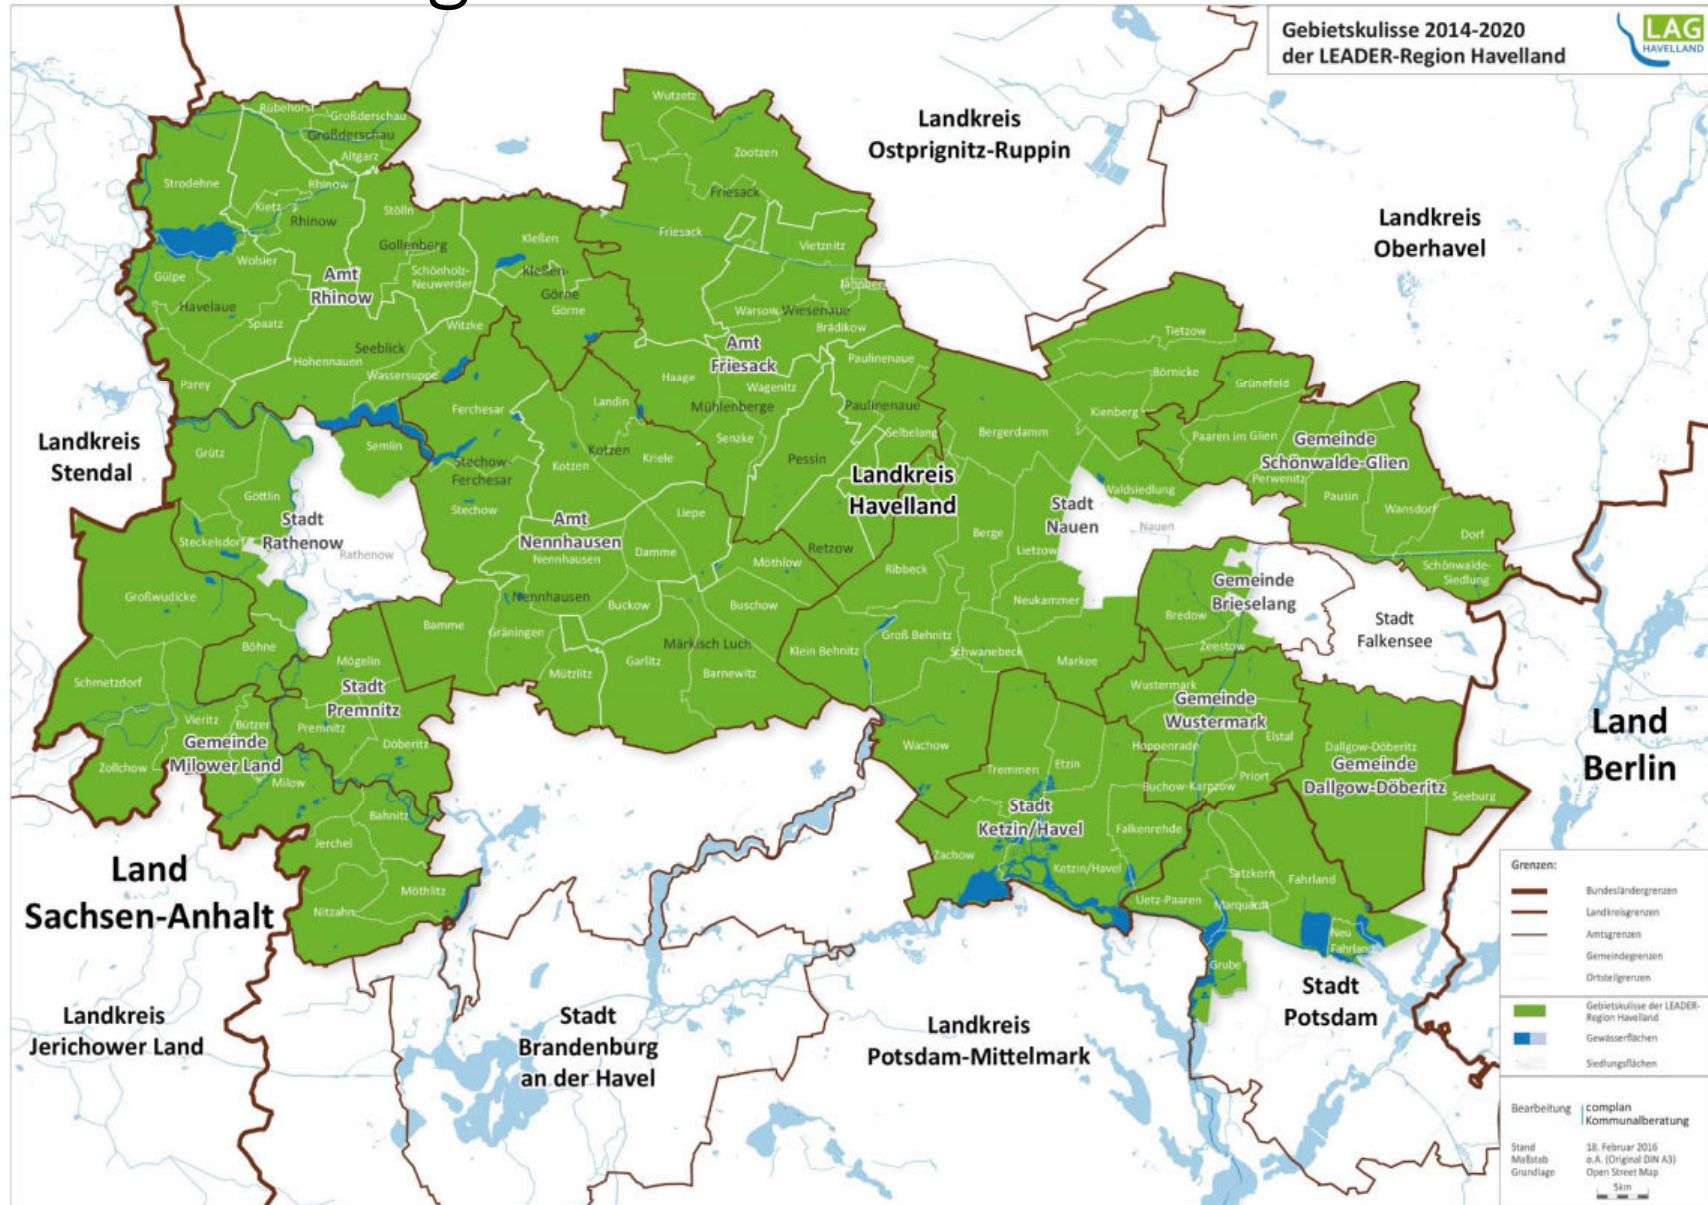 g
Gebietskulisse 2014-2020
der LEADER-Region Havelland
LAG
HAVELLAND
Landkreis
Ostprignitz-Ruppin
Landkreis
Oberhavel
Landkreis
Stendal
Landkreis
Havelland
Land
Berlin
Land
Sachsen-Anhalt
Landkreis
Jerichower Land
Stadt
Brandenburg
an der Havel
Landkreis
Potsdam-Mittelmark
Stadt
Potsdam
Stadt
Falkensee
Rübehorst
Großderschau
Großderschau
Altgarz
Strodehne
Rhinow
Kietz
Rhinow
Stölln
Gollenberg
Wolsier
Gülpe
Amt
Rhinow
Schönholz-
Neuwerder
Havelaue
Spaatz
Witzke
Seeblick
Hohennauen
Wassersuppe
Parey
Kleßen
Kleßen-
Görne
Görne
Wutzetz
Zootzen
Friesack
Friesack
Vietznitz
Warsow
Wiesenaue
Brädikow
Amt
Friesack
Haage
Wagenitz
Mühlenberge
Senzke
Paulinenaue
Paulinenaue
Selbelang
Pessin
Retzow
Möthlow
Ferchesar
Landin
Kotzen
Kotzen
Kriele
Stechow-
Ferchesar
Stechow
Amt
Nennhausen
Nennhausen
Liepe
Damme
Nennhausen
Buckow
Buschow
Bamme
Gräningen
Mützlitz
Garlitz
Märkisch Luch
Barnewitz
Grütz
Göttlin
Semlin
Stadt
Rathenow
Rathenow
Steckelsdorf
Großwudicke
Böhne
Schmetzdorf
Mögelin
Stadt
Premnitz
Premnitz
Döberitz
Vieritz
Bützer
Gemeinde
Milower Land
Zollchow
Milow
Bahnitz
Jerchel
Möthlitz
Nitzahn
Tietzow
Börnicke
Kienberg
Bergerdamm
Grünefeld
Paaren im Glien
Gemeinde
Schönwalde-Glien
Perwenitz
Pausin
Wansdorf
Dorf
Schönwalde-
Siedlung
Waldsiedlung
Stadt
Nauen
Nauen
Berge
Lietzow
Ribbeck
Neukammer
Groß Behnitz
Klein Behnitz
Schwanebeck
Markee
Wachow
Gemeinde
Brieselang
Bredow
Zeestow
Wustermark
Gemeinde
Wustermark
Elstal
Hoppenrade
Priort
Buchow-Karpzow
Dallgow-Döberitz
Gemeinde
Dallgow-Döberitz
Seeburg
Tremmen
Etzin
Stadt
Ketzin/Havel
Falkenrehde
Zachow
Ketzin/Havel
Uetz-Paaren
Satzkorn
Fahrland
Marquardt
Neu
Fahrland
Grube
Grenzen:
Bundesländergrenzen
Landkreisgrenzen
Amtsgrenzen
Gemeindegrenzen
Ortsteilgrenzen
Gebietskulisse der LEADER-
Region Havelland
Gewässerflächen
Siedlungsflächen
Bearbeitung complan
Kommunalberatung
Stand 18. Februar 2016
Maßstab o.A. (Original DIN A3)
Grundlage Open Street Map
5km